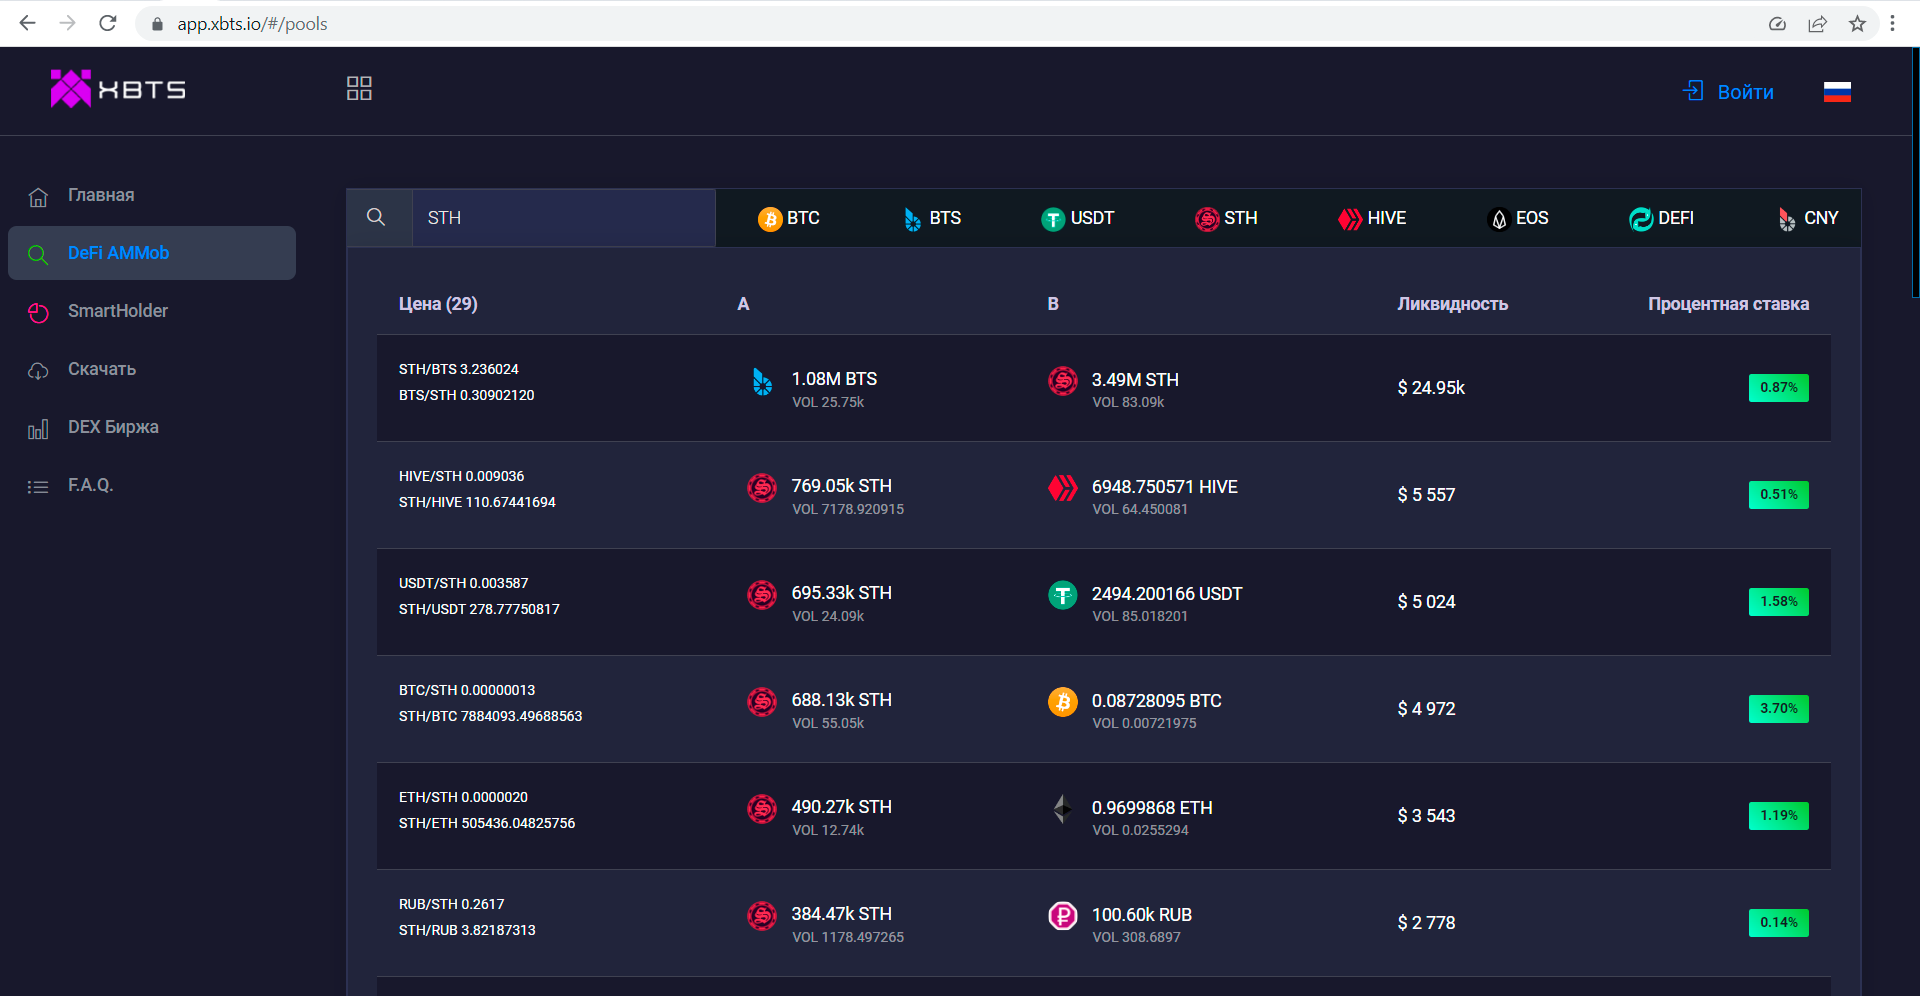 app.xbts.io/#/pools
XBTS
Войти
Главная
DeFi AMMob
SmartHolder
Скачать
DEX Биржа
F.A.Q.
STH
BTC
BTS
USDT
STH
HIVE
EOS
DEFI
CNY
Цена (29)
A
B
Ликвидность
Процентная ставка
STH/BTS 3.236024
BTS/STH 0.30902120
1.08M BTS
VOL 25.75k
3.49M STH
VOL 83.09k
$ 24.95k
0.87%
HIVE/STH 0.009036
STH/HIVE 110.67441694
769.05k STH
VOL 7178.920915
6948.750571 HIVE
VOL 64.450081
$ 5 557
0.51%
USDT/STH 0.003587
STH/USDT 278.77750817
695.33k STH
VOL 24.09k
2494.200166 USDT
VOL 85.018201
$ 5 024
1.58%
BTC/STH 0.00000013
STH/BTC 7884093.49688563
688.13k STH
VOL 55.05k
0.08728095 BTC
VOL 0.00721975
$ 4 972
3.70%
ETH/STH 0.0000020
STH/ETH 505436.04825756
490.27k STH
VOL 12.74k
0.9699868 ETH
VOL 0.0255294
$ 3 543
1.19%
RUB/STH 0.2617
STH/RUB 3.82187313
384.47k STH
VOL 1178.497265
100.60k RUB
VOL 308.6897
$ 2 778
0.14%